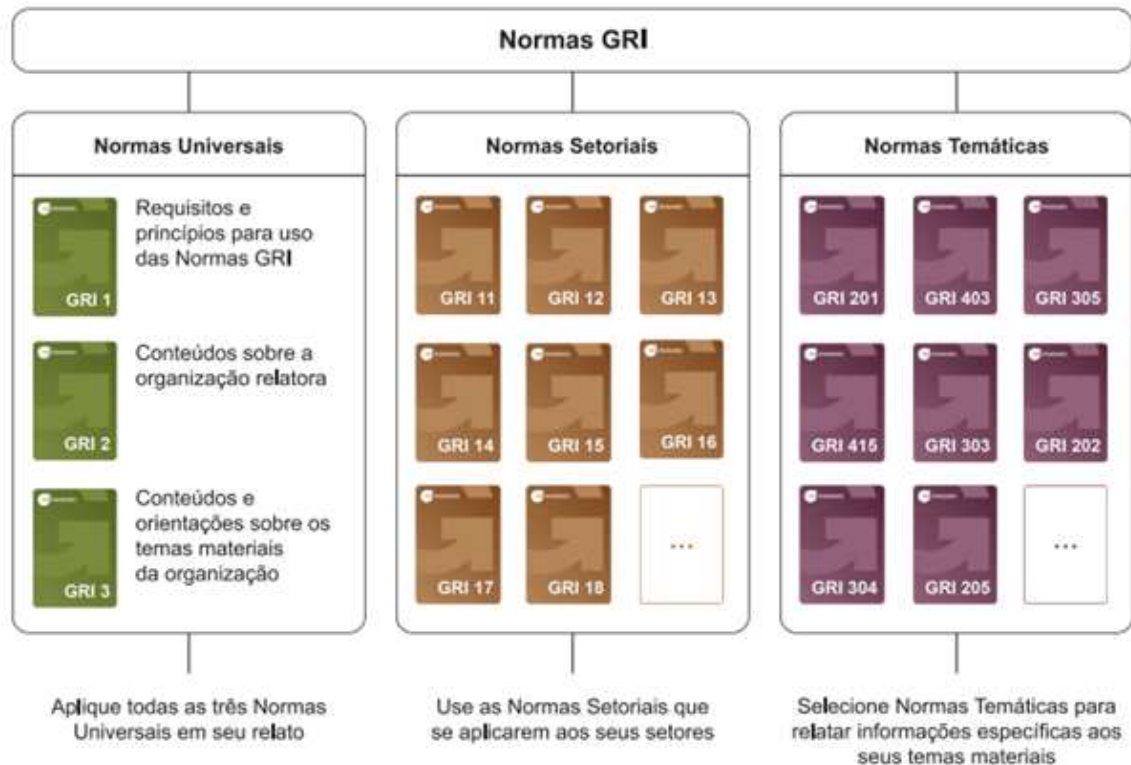 Normas GRI
Normas Universais
GRI 1
Requisitos e
princípios para uso
das Normas GRI
GRI 2
Conteúdos sobre a
organização relatora
GRI 3
Conteúdos e
orientações sobre os
temas materiais
da organização
Aplique todas as três Normas
Universais em seu relato
Normas Setoriais
GRI 11
GRI 12
GRI 13
GRI 14
GRI 15
GRI 16
GRI 17
GRI 18
...
Use as Normas Setoriais que
se aplicarem aos seus setores
Normas Temáticas
GRI 201
GRI 403
GRI 305
GRI 415
GRI 303
GRI 202
GRI 304
GRI 205
...
Selecione Normas Temáticas para
relatar informações específicas aos
seus temas materiais